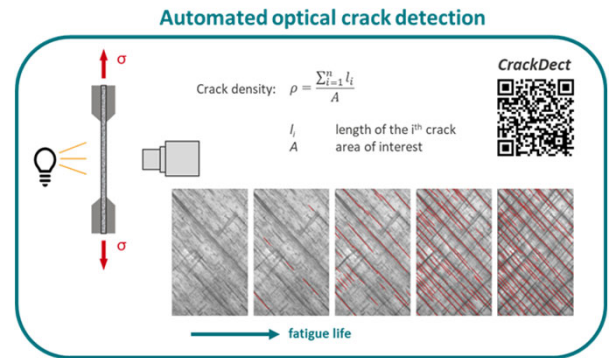 Automated optical crack detection
σ
CrackDect
Crack density: ρ = ∑ⁿᵢ₌₁ lᵢ / A
lᵢ length of the iᵗʰ crack
A area of interest
σ
fatigue life